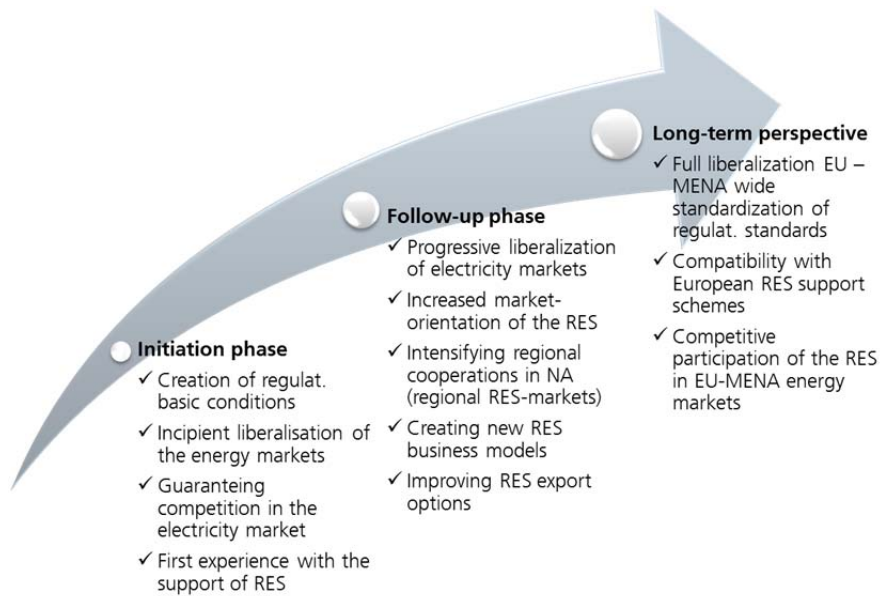 Initiation phase
✓ Creation of regulat.
basic conditions
✓ Incipient liberalisation of
the energy markets
✓ Guaranteing
competition in the
electricity market
✓ First experience with the
support of RES
Follow-up phase
✓ Progressive liberalization
of electricity markets
✓ Increased market-
orientation of the RES
✓ Intensifying regional
cooperations in NA
(regional RES-markets)
✓ Creating new RES
business models
✓ Improving RES export
options
Long-term perspective
✓ Full liberalization EU –
MENA wide
standardization of
regulat. standards
✓ Compatibility with
European RES support
schemes
✓ Competitive
participation of the RES
in EU-MENA energy
markets